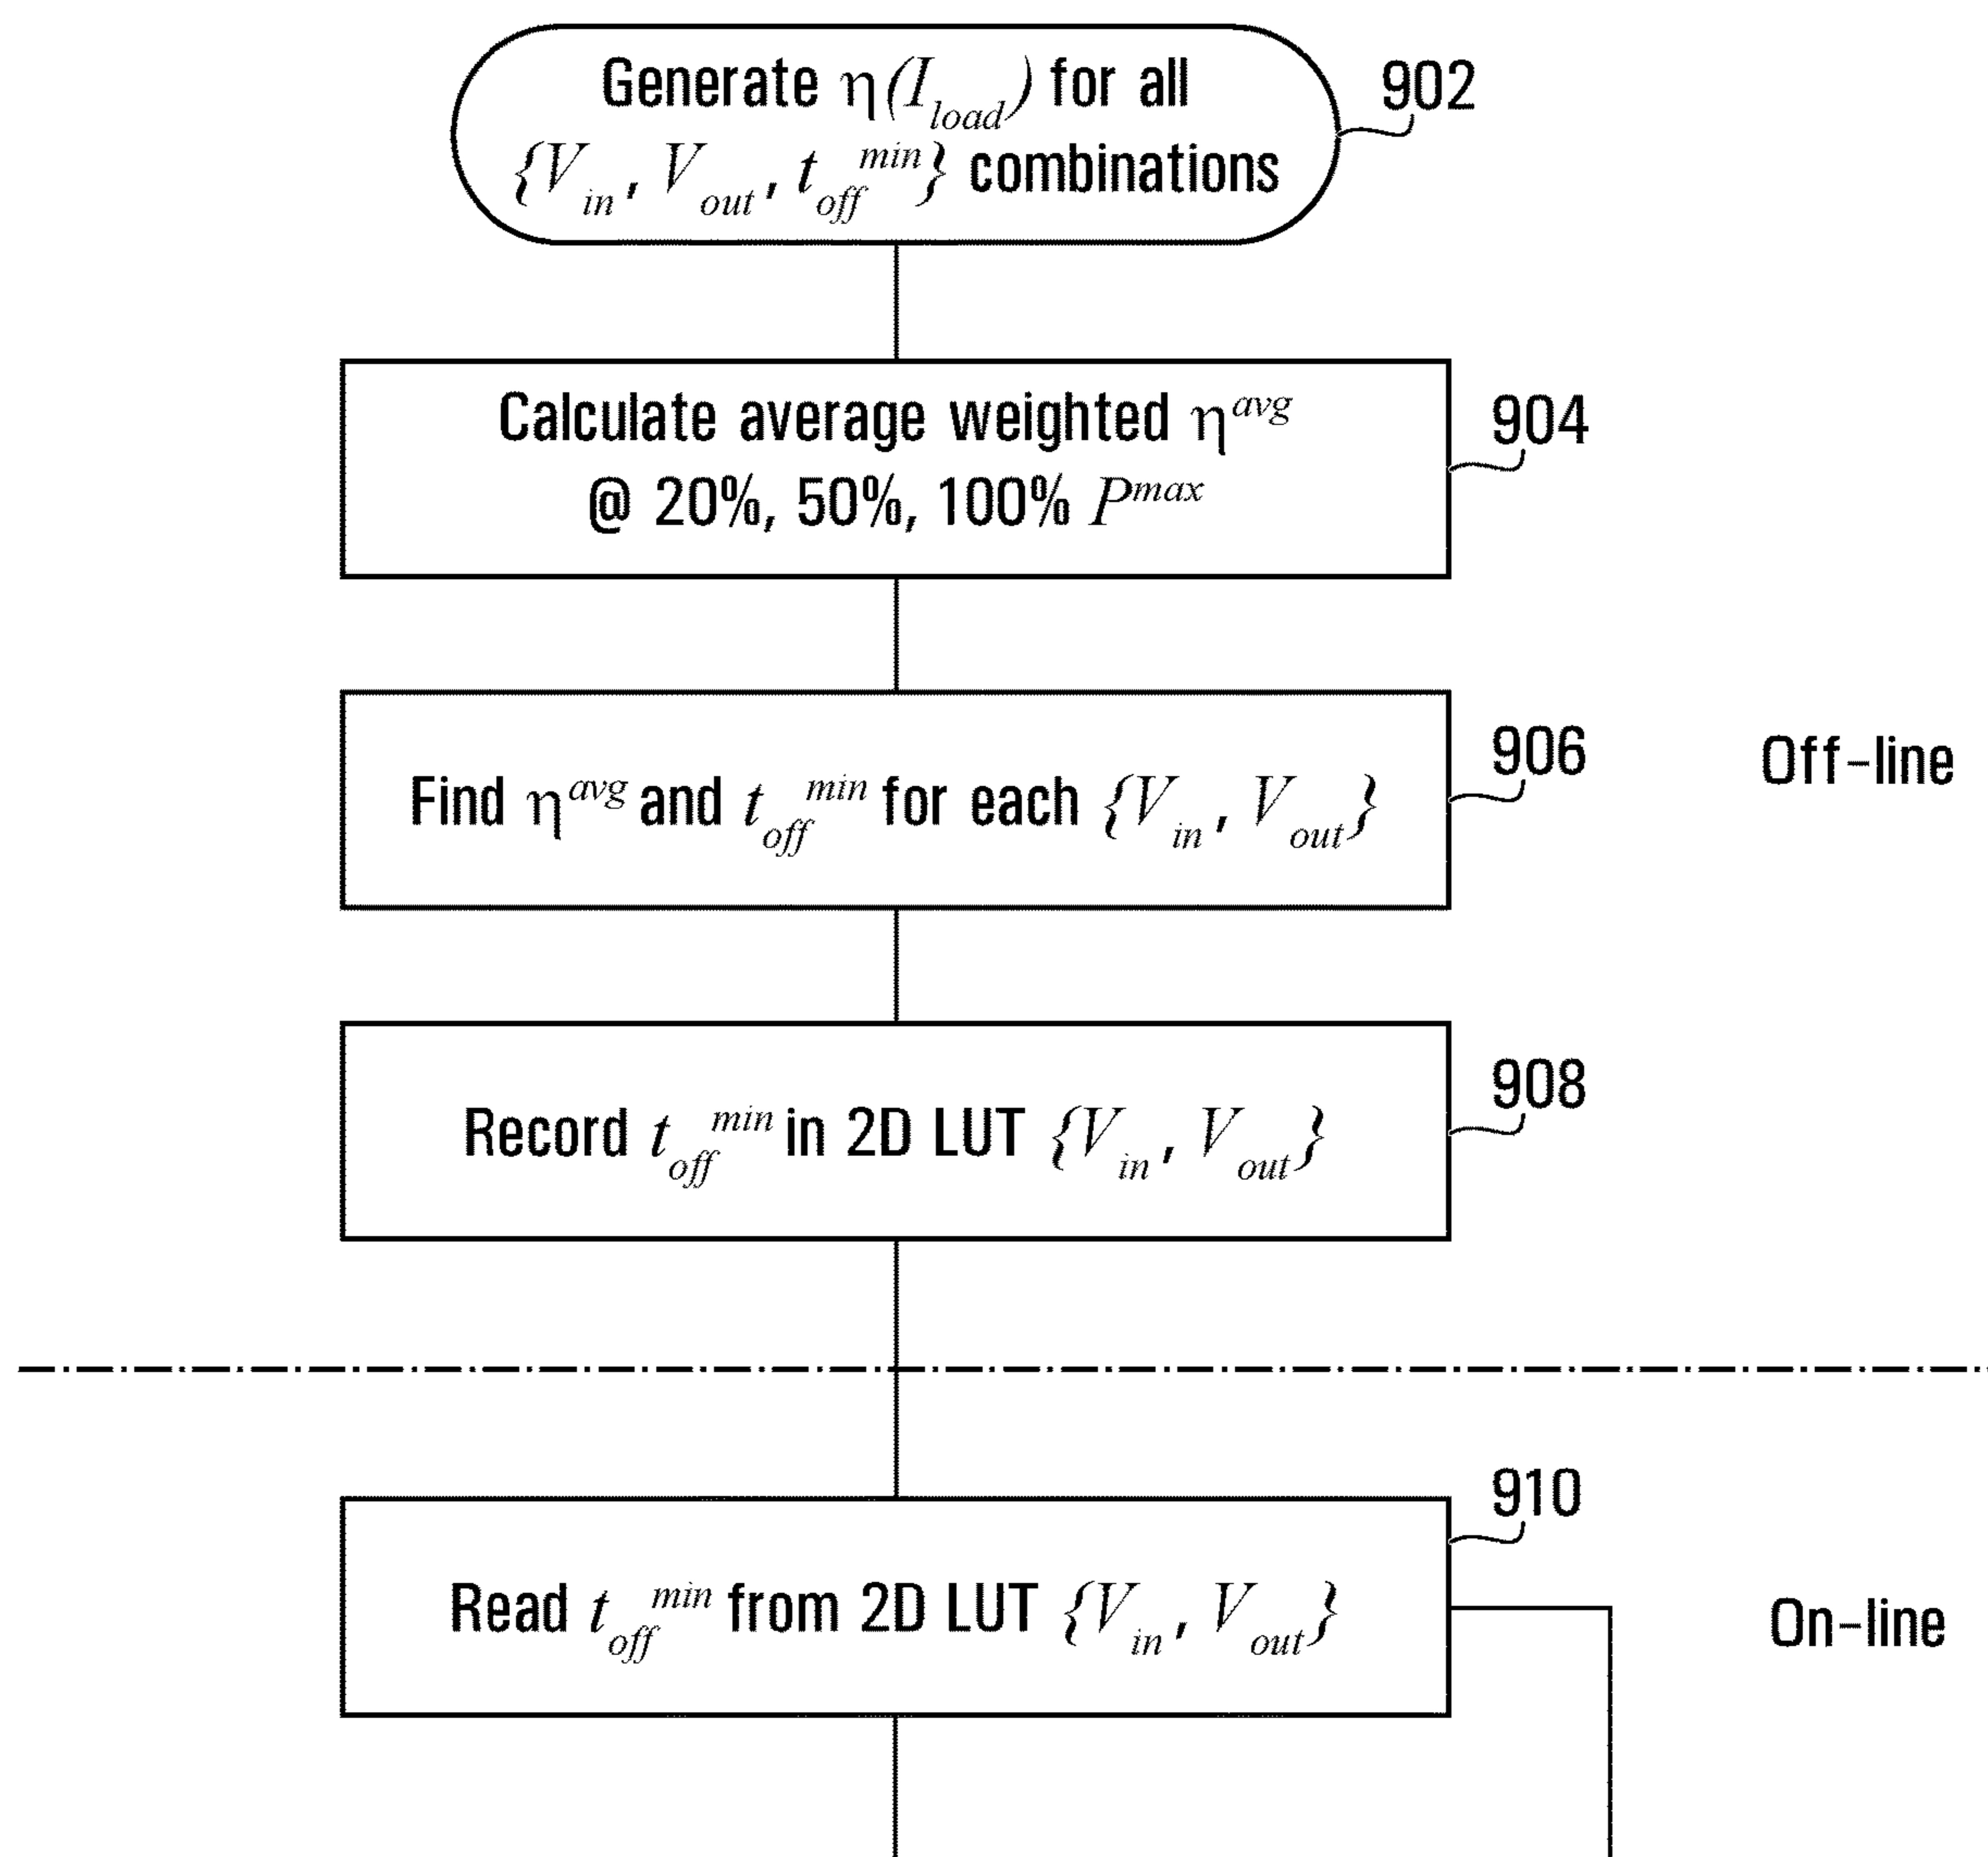 Generate η(I_load) for all
{V_in, V_out, t_off^min} combinations
902
Calculate average weighted η^avg
@ 20%, 50%, 100% P^max
904
Find η^avg and t_off^min for each {V_in, V_out}
906
Off-line
Record t_off^min in 2D LUT {V_in, V_out}
908
910
Read t_off^min from 2D LUT {V_in, V_out}
On-line